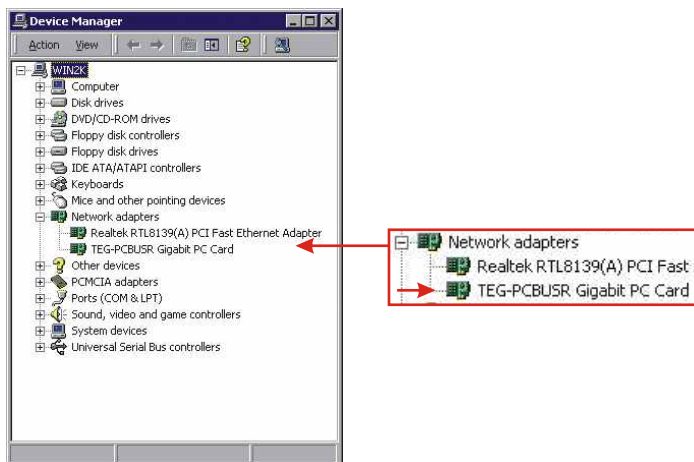 Device Manager
Action View
WIN2K
Computer
Disk drives
DVD/CD-ROM drives
Floppy disk controllers
Floppy disk drives
IDE ATA/ATAPI controllers
Keyboards
Mice and other pointing devices
Network adapters
Realtek RTL8139(A) PCI Fast Ethernet Adapter
TEG-PCBUSR Gigabit PC Card
Other devices
PCMCIA adapters
Ports (COM & LPT)
Sound, video and game controllers
System devices
Universal Serial Bus controllers
Network adapters
Realtek RTL8139(A) PCI Fast
TEG-PCBUSR Gigabit PC Card